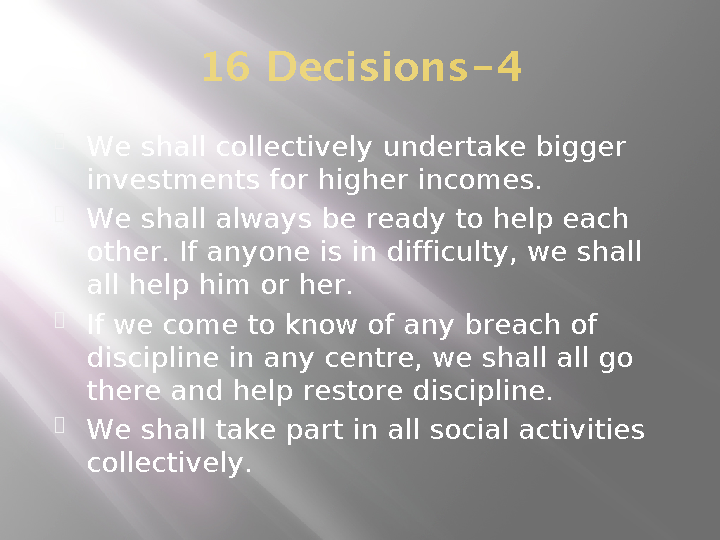 16 Decisions-4
We shall collectively undertake bigger
investments for higher incomes.
We shall always be ready to help each
other. If anyone is in difficulty, we shall
all help him or her.
If we come to know of any breach of
discipline in any centre, we shall all go
there and help restore discipline.
We shall take part in all social activities
collectively.